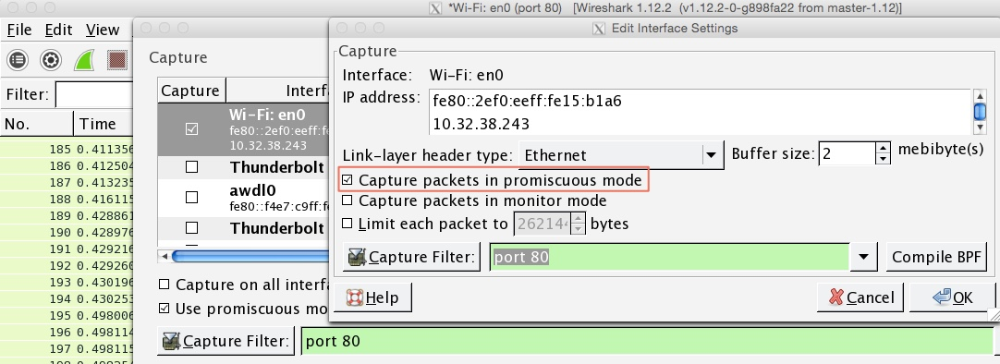 *Wi-Fi: en0 (port 80) [Wireshark 1.12.2 (v1.12.2-0-g898fa22 from master-1.12)]
File Edit View
Filter:
No. Time
185 0.411356
186 0.412504
187 0.413235
188 0.416115
189 0.428861
190 0.428976
191 0.429216
192 0.429260
193 0.430196
194 0.430253
195 0.498006
196 0.498114
197 0.498115
Capture
Capture Interfa
Wi-Fi: en0
fe80::2ef0:eeff:fe
10.32.38.243
Thunderbolt
awdl0
fe80::f4e7:c9ff:fe
Thunderbolt
Capture on all interfa
Use promiscuous mo
Capture Filter: port 80
Edit Interface Settings
Capture
Interface: Wi-Fi: en0
IP address: fe80::2ef0:eeff:fe15:b1a6
10.32.38.243
Link-layer header type: Ethernet Buffer size: 2 mebibyte(s)
Capture packets in promiscuous mode
Capture packets in monitor mode
Limit each packet to 262144 bytes
Capture Filter: port 80 Compile BPF
Help Cancel OK